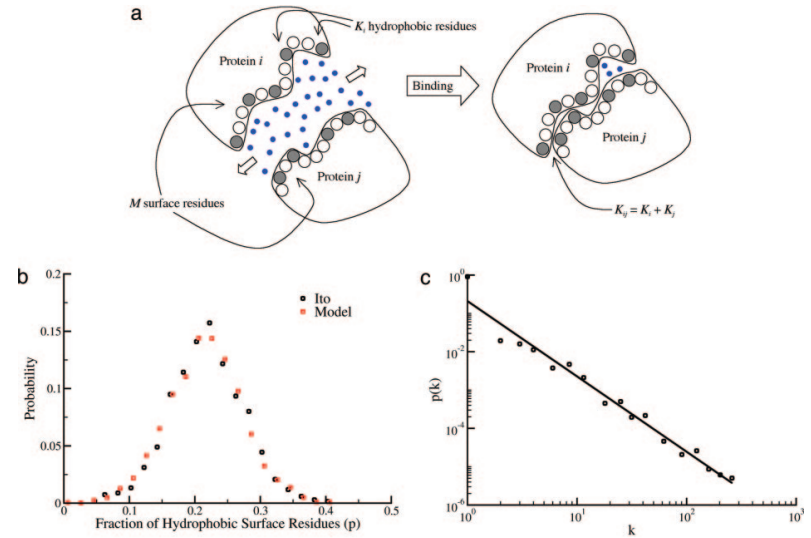 a
K_i hydrophobic residues
Protein i
Binding
Protein i
Protein j
Protein j
M surface residues
K_ij = K_i + K_j
b
0.2
0.15
0.1
0.05
0
Probability
Ito
Model
0 0.1 0.2 0.3 0.4 0.5
Fraction of Hydrophobic Surface Residues (p)
c
10^0
10^-2
10^-4
10^-6
p(k)
10^0 10^1 10^2 10^3
k